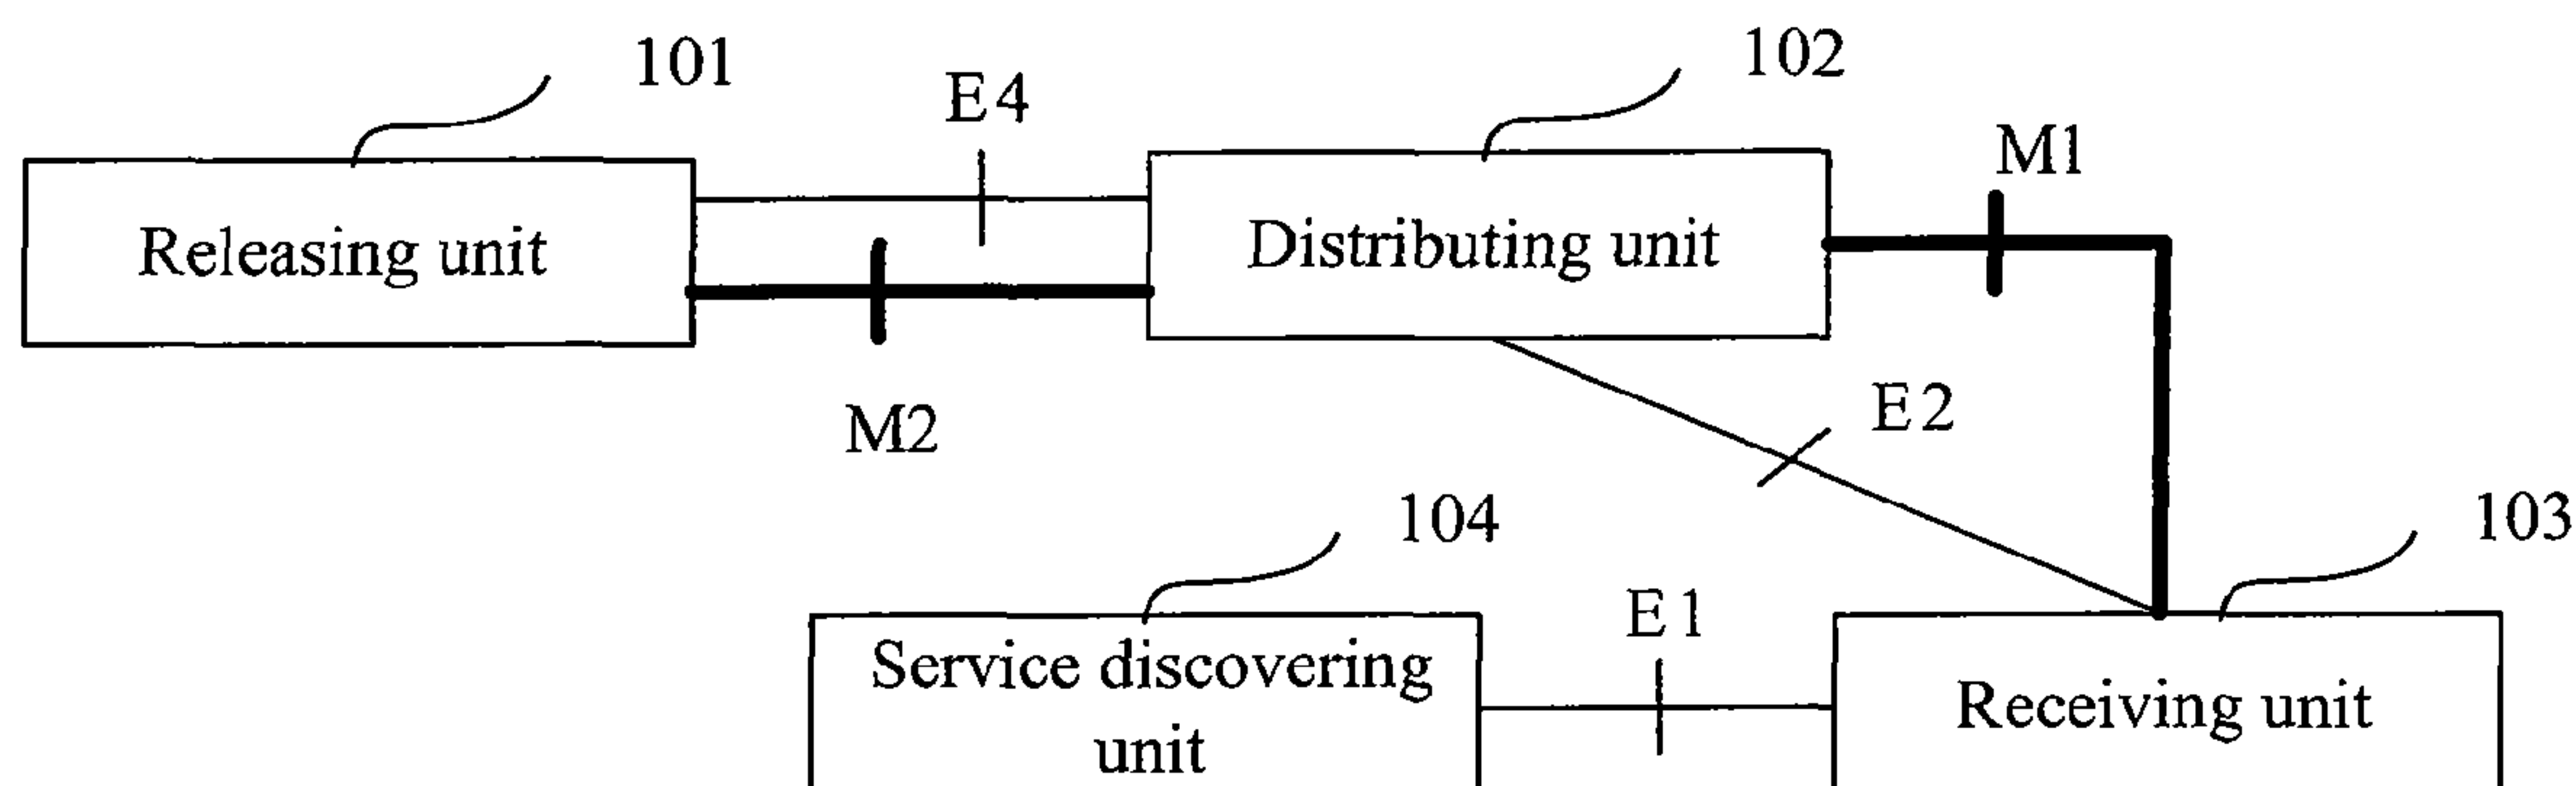 101
E4
102
M1
Releasing unit
Distributing unit
M2
E2
104
103
E1
Service discovering
unit
Receiving unit